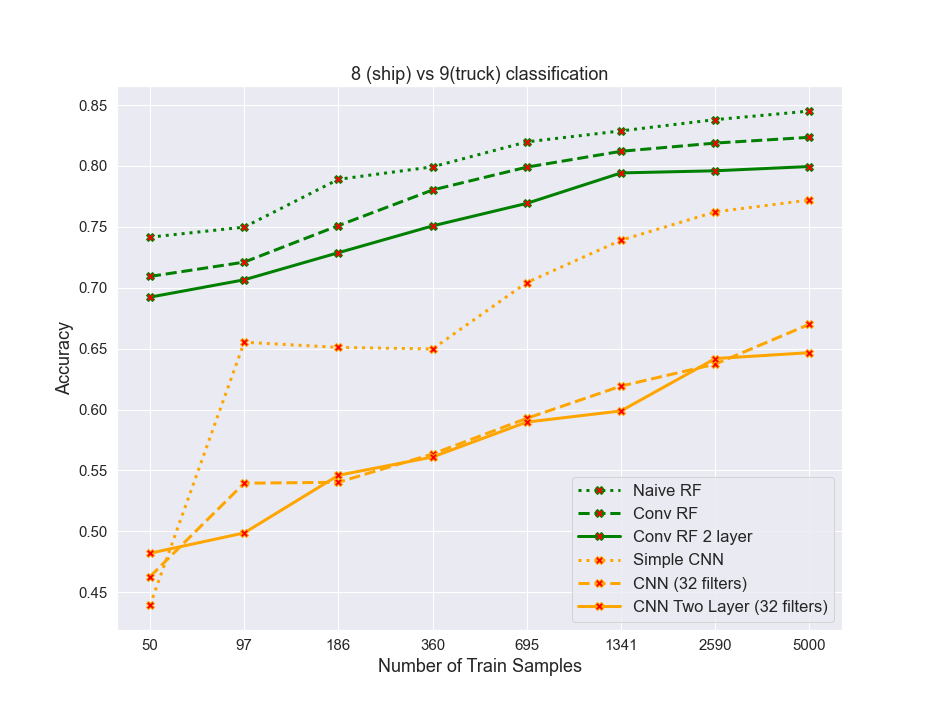 8 (ship) vs 9(truck) classification
0.85
0.80
0.75
0.70
0.65
0.60
0.55
0.50
0.45
Accuracy
Naive RF
Conv RF
Conv RF 2 layer
Simple CNN
CNN (32 filters)
CNN Two Layer (32 filters)
50 97 186 360 695 1341 2590 5000
Number of Train Samples